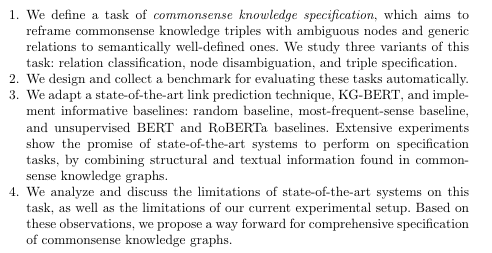 1. We define a task of commonsense knowledge specification, which aims to
reframe commonsense knowledge triples with ambiguous nodes and generic
relations to semantically well-defined ones. We study three variants of this
task: relation classification, node disambiguation, and triple specification.
2. We design and collect a benchmark for evaluating these tasks automatically.
3. We adapt a state-of-the-art link prediction technique, KG-BERT, and imple-
ment informative baselines: random baseline, most-frequent-sense baseline,
and unsupervised BERT and RoBERTa baselines. Extensive experiments
show the promise of state-of-the-art systems to perform on specification
tasks, by combining structural and textual information found in common-
sense knowledge graphs.
4. We analyze and discuss the limitations of state-of-the-art systems on this
task, as well as the limitations of our current experimental setup. Based on
these observations, we propose a way forward for comprehensive specification
of commonsense knowledge graphs.